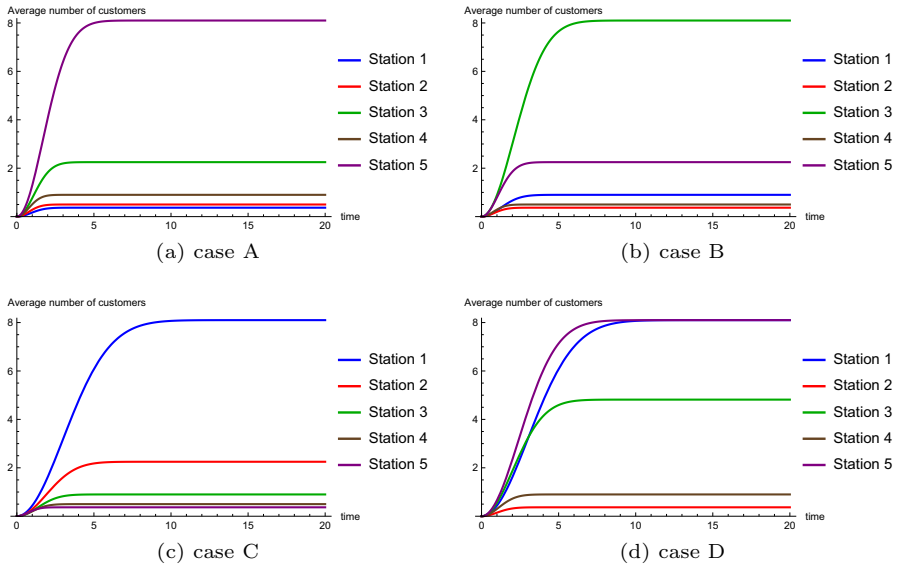 Average number of customers
8
6
4
2
0
5
10
15
20
time
Station 1
Station 2
Station 3
Station 4
Station 5
(a) case A
Average number of customers
8
6
4
2
0
5
10
15
20
time
Station 1
Station 2
Station 3
Station 4
Station 5
(b) case B
Average number of customers
8
6
4
2
0
5
10
15
20
time
Station 1
Station 2
Station 3
Station 4
Station 5
(c) case C
Average number of customers
8
6
4
2
0
5
10
15
20
time
Station 1
Station 2
Station 3
Station 4
Station 5
(d) case D